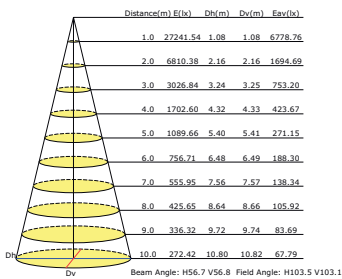 Distance(m) E(lx) Dh(m) Dv(m) Eav(lx)
1.0 27241.54 1.08 1.08 6778.76
2.0 6810.38 2.16 2.16 1694.69
3.0 3026.84 3.24 3.25 753.20
4.0 1702.60 4.32 4.33 423.67
5.0 1089.66 5.40 5.41 271.15
6.0 756.71 6.48 6.49 188.30
7.0 555.95 7.56 7.57 138.34
8.0 425.65 8.64 8.66 105.92
9.0 336.32 9.72 9.74 83.69
10.0 272.42 10.80 10.82 67.79
Dh
Dv
Beam Angle: H56.7 V56.8 Field Angle: H103.5 V103.1